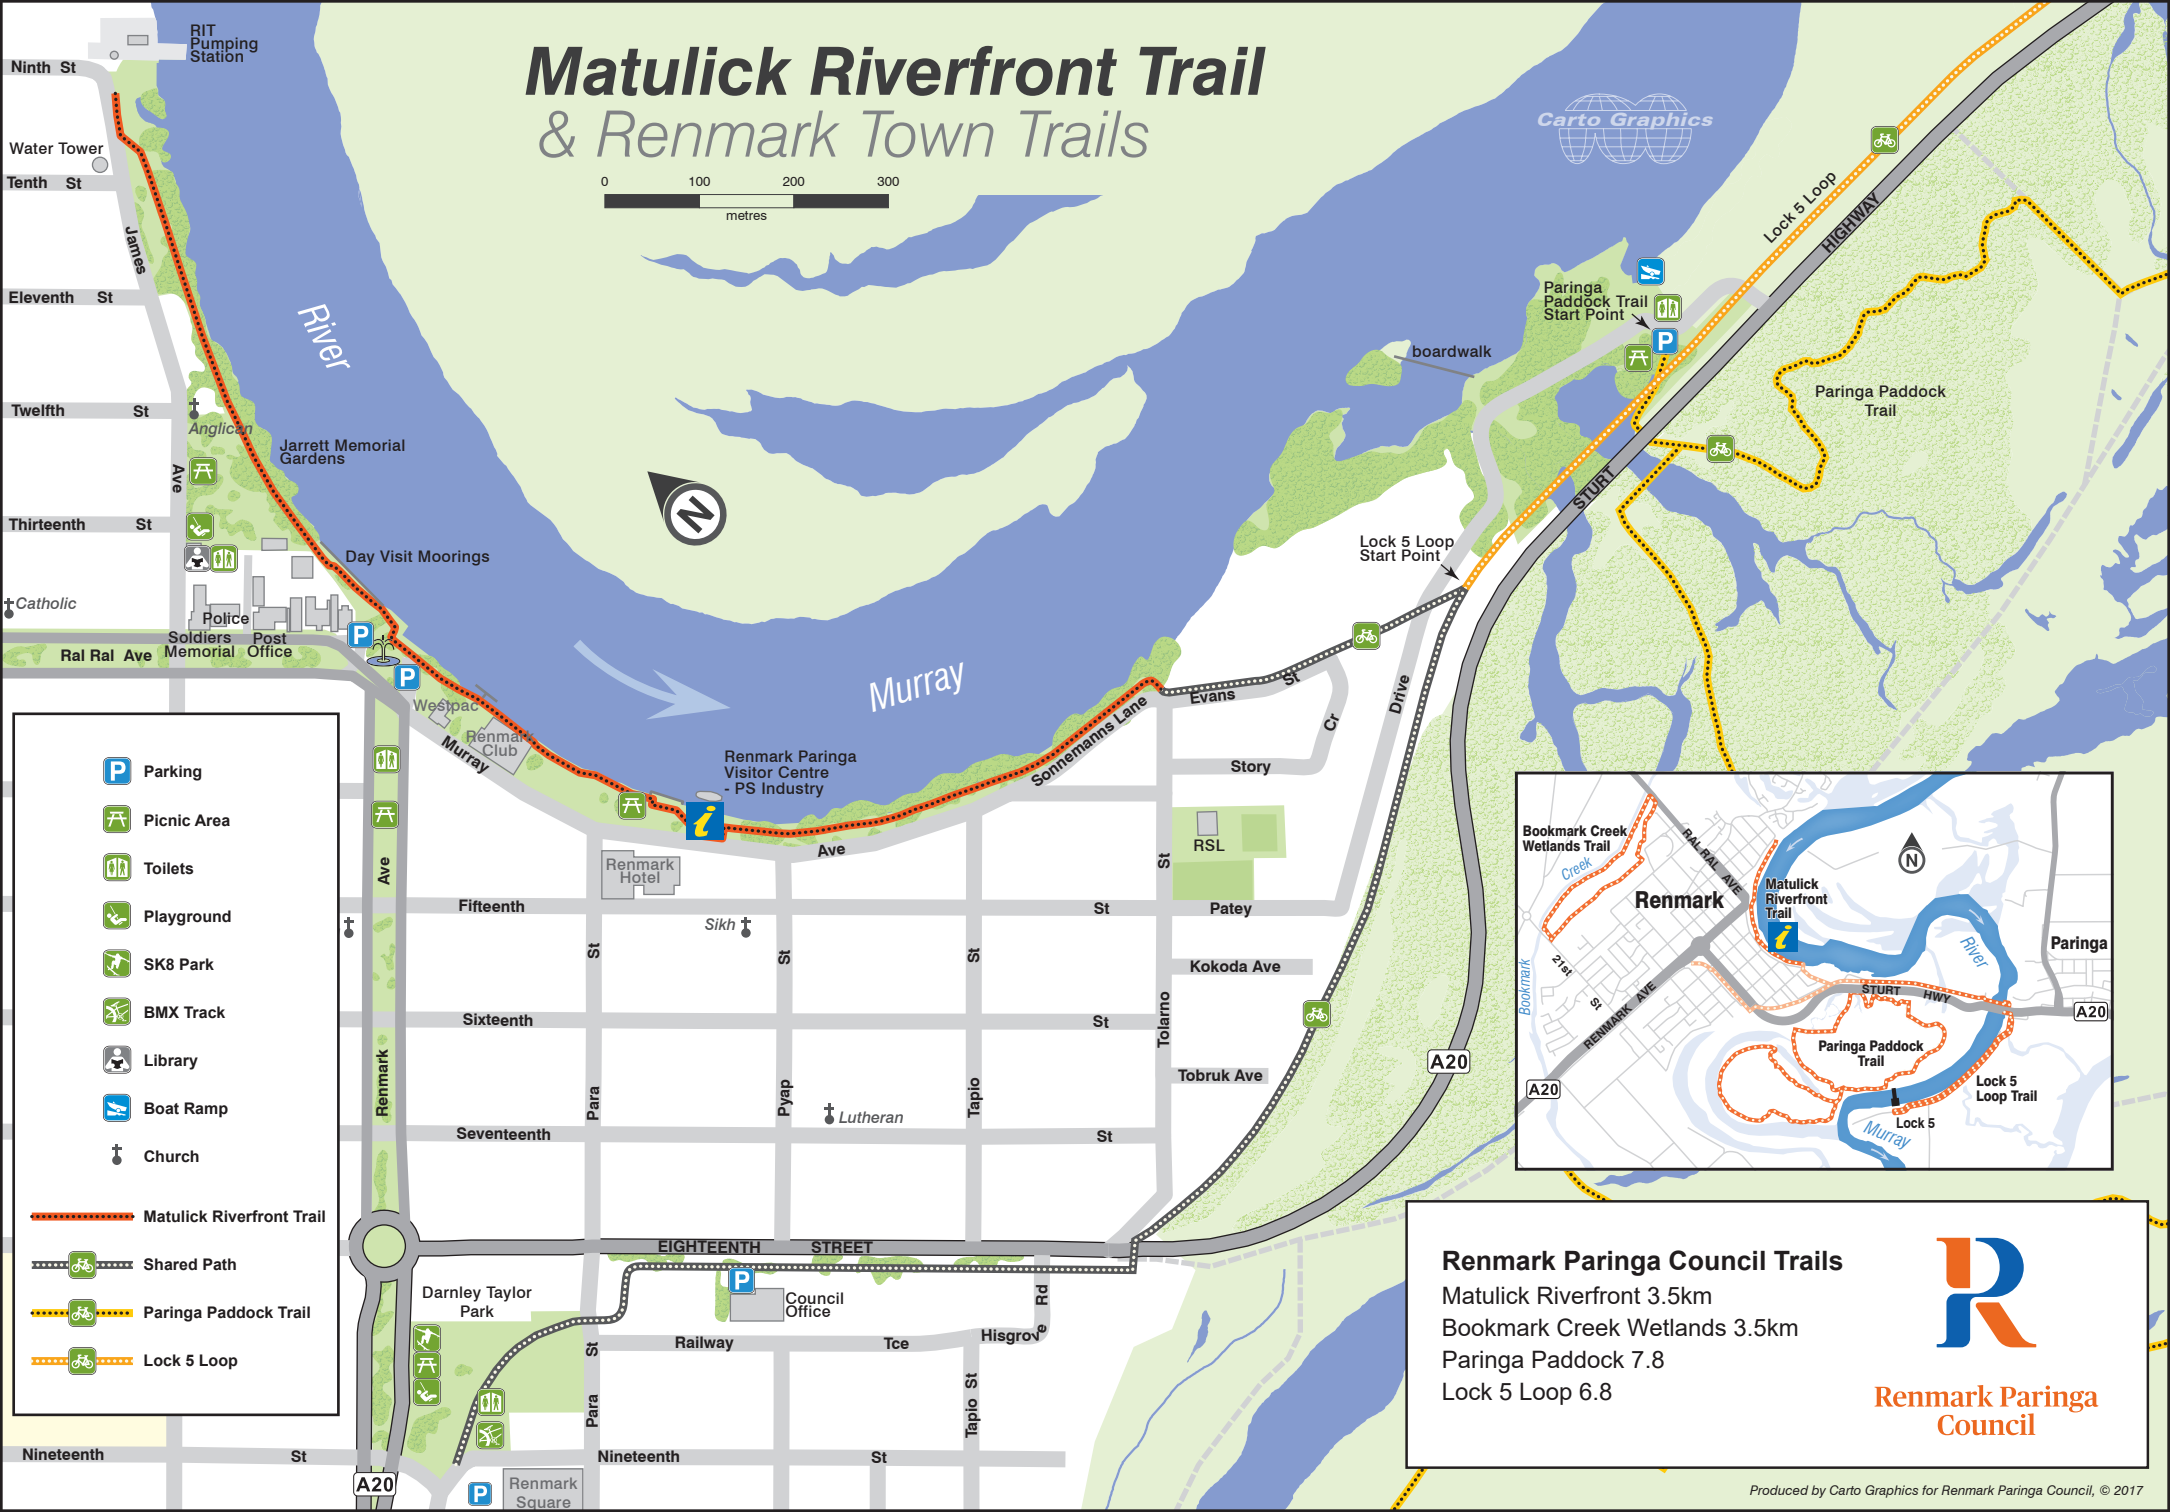 Matulick Riverfront Trail
& Renmark Town Trails
0 100 200 300
metres
Carto Graphics
RIT
Pumping
Station
Ninth St
Water Tower
Tenth St
James
Eleventh St
River
Twelfth St
Anglican
Jarrett Memorial
Gardens
Ave
Thirteenth St
Day Visit Moorings
Catholic
Police
Soldiers
Memorial
Post
Office
Ral Ral Ave
P
P
Westpac
Renmark
Club
Murray
N
Murray
Renmark Paringa
Visitor Centre
- PS Industry
i
Ave
Renmark
Hotel
Sonnemanns Lane
Evans St
Cr
Story
Drive
RSL
St
Patey
Kokoda Ave
Tolarno
Tobruk Ave
boardwalk
Paringa
Paddock Trail
Start Point
P
Lock 5 Loop
HIGHWAY
STURT
Paringa Paddock
Trail
Lock 5 Loop
Start Point
A20
Fifteenth St
Sikh
St
St
St
Sixteenth St
Para
Pyap
Tapio
Lutheran
Seventeenth St
Ave
Renmark
EIGHTEENTH STREET
P
Council
Office
Darnley Taylor
Park
Rd
Hisgrove
Railway Tce
St
Para
Tapio St
Nineteenth St
Nineteenth St
A20
P
Renmark
Square
P Parking
Picnic Area
Toilets
Playground
SK8 Park
BMX Track
Library
Boat Ramp
Church
Matulick Riverfront Trail
Shared Path
Paringa Paddock Trail
Lock 5 Loop
Bookmark Creek
Wetlands Trail
Creek
RAL RAL AVE
N
Renmark
Matulick
Riverfront
Trail
i
River
Paringa
21st St
Bookmark
RENMARK AVE
STURT HWY
A20
A20
Paringa Paddock
Trail
Lock 5
Loop Trail
Lock 5
Murray
Renmark Paringa Council Trails
Matulick Riverfront 3.5km
Bookmark Creek Wetlands 3.5km
Paringa Paddock 7.8
Lock 5 Loop 6.8
R
Renmark Paringa
Council
Produced by Carto Graphics for Renmark Paringa Council, © 2017